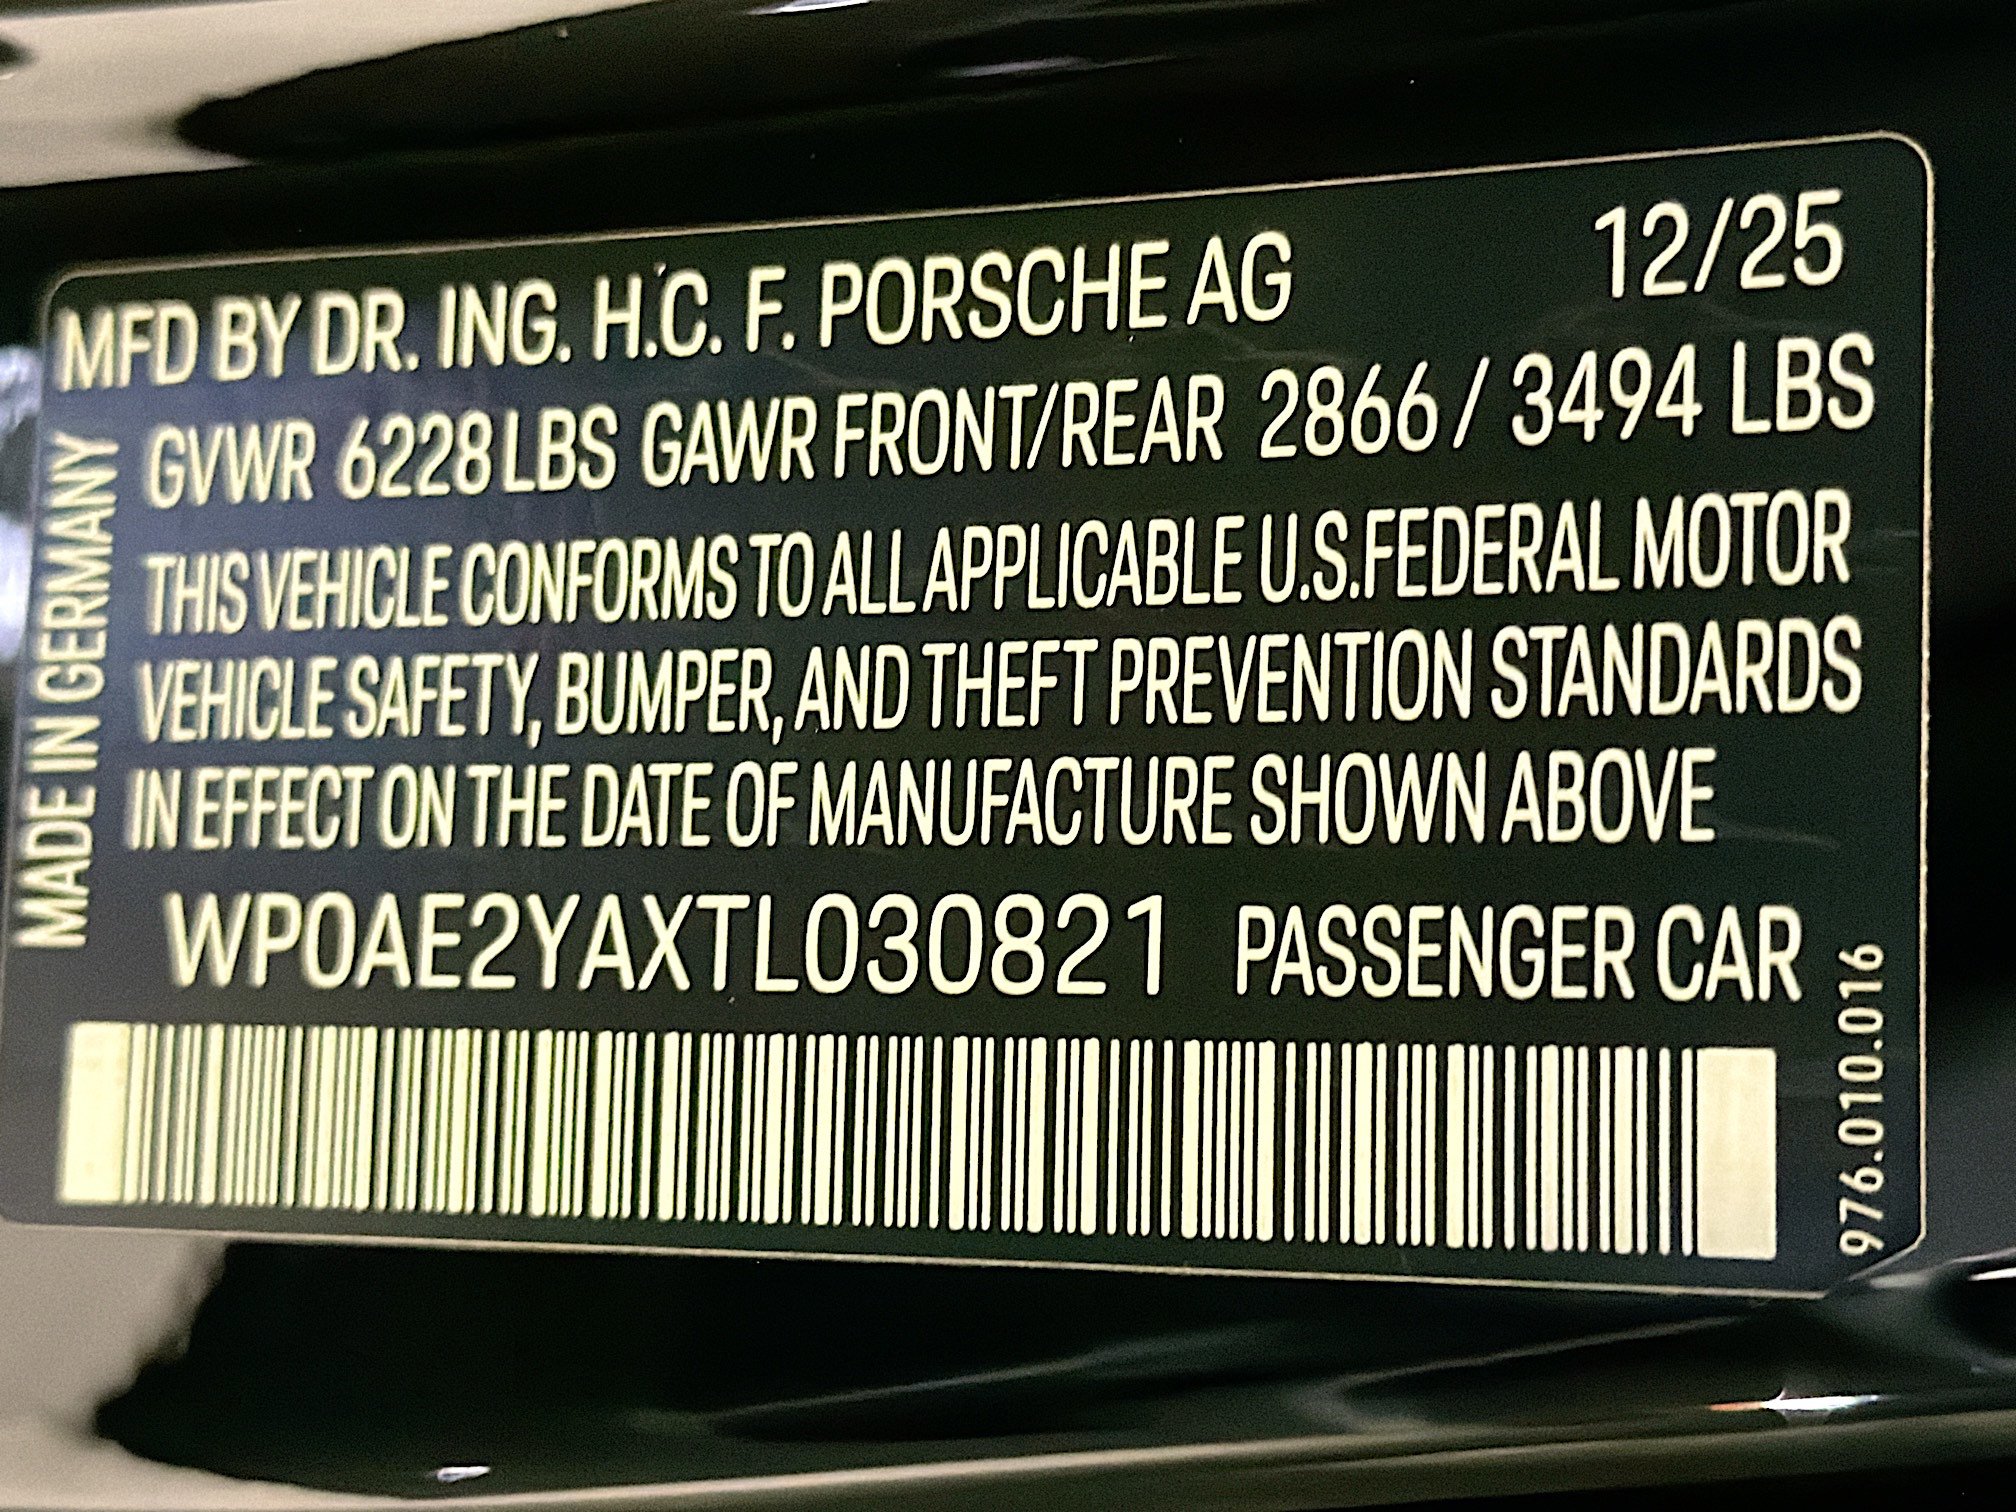 MFD BY DR. ING. H.C. F. PORSCHE AG 12/25
GVWR 6228 LBS GAWR FRONT/REAR 2866 / 3494 LBS
THIS VEHICLE CONFORMS TO ALL APPLICABLE U.S.FEDERAL MOTOR
VEHICLE SAFETY, BUMPER, AND THEFT PREVENTION STANDARDS
IN EFFECT ON THE DATE OF MANUFACTURE SHOWN ABOVE
WP0AE2YAXTL030821 PASSENGER CAR
MADE IN GERMANY
976.010.016